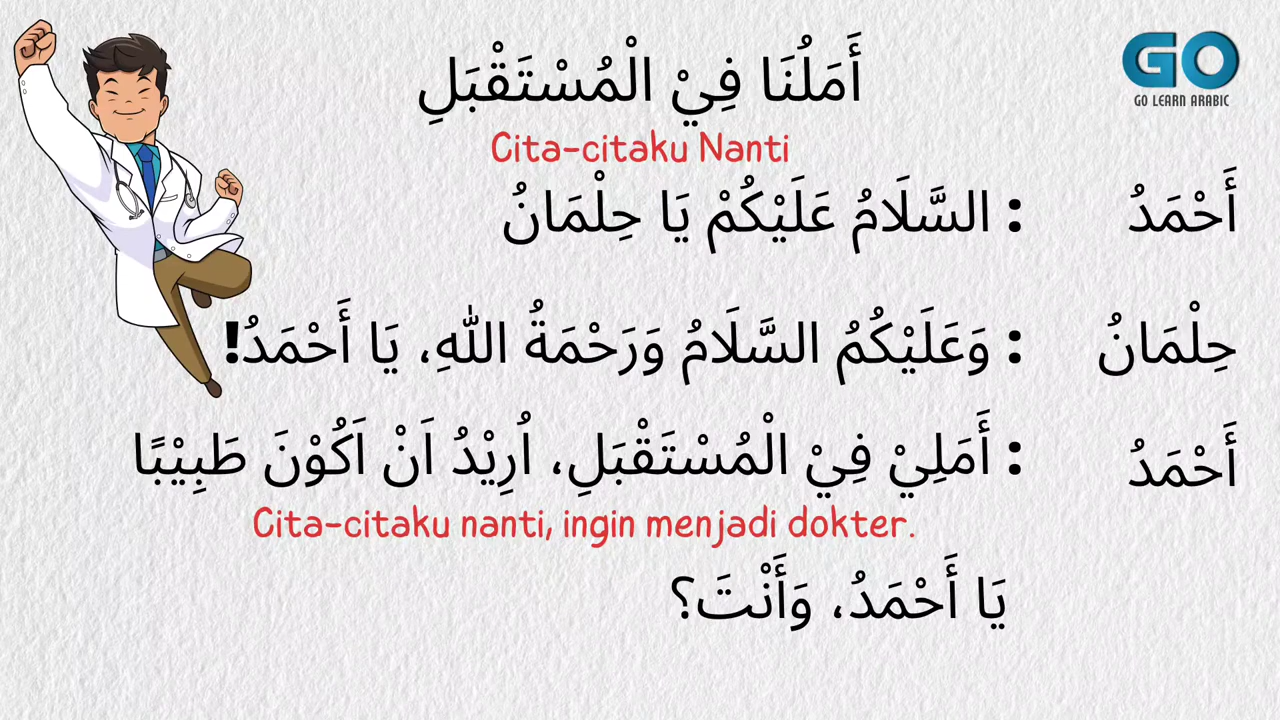 GO
GO LEARN ARABIC
أَمَلُنَا فِيْ الْمُسْتَقْبَلِ
Cita-citaku Nanti
أَحْمَدُ : السَّلَامُ عَلَيْكُمْ يَا حِلْمَانُ
حِلْمَانُ : وَعَلَيْكُمُ السَّلَامُ وَرَحْمَةُ اللهِ، يَا أَحْمَدُ!
أَحْمَدُ : أَمَلِيْ فِيْ الْمُسْتَقْبَلِ، اُرِيْدُ اَنْ اَكُوْنَ طَبِيْبًا
Cita-citaku nanti, ingin menjadi dokter.
يَا أَحْمَدُ، وَأَنْتَ؟